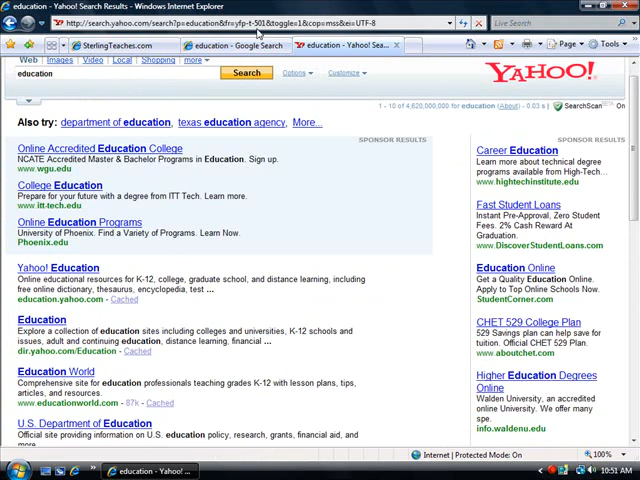 education - Yahoo! Search Results - Windows Internet Explorer
http://search.yahoo.com/search?p=education&fr=yfp-t-501&toggle=1&cop=mss&ei=UTF-8
SterlingTeaches.com
education - Google Search
education - Yahoo! Sea...
Page
Tools
Web Images Video Local Shopping more
education
Search
Options
Customize
YAHOO!
1 - 10 of 4,620,000,000 for education (About) - 0.03 s
SearchScan
On
Also try: department of education, texas education agency, More...
SPONSOR RESULTS
Online Accredited Education College
NCATE Accredited Master & Bachelor Programs in Education. Sign up.
www.wgu.edu
College Education
Prepare for your future with a degree from ITT Tech. Learn more.
www.itt-tech.edu
Online Education Programs
University of Phoenix. Find a Variety of Programs. Learn Now.
Phoenix.edu
Yahoo! Education
Online educational resources for K-12, college, graduate school, and distance learning, including
free online dictionary, thesaurus, encyclopedia, test ...
education.yahoo.com - Cached
Education
Explore a collection of education sites including colleges and universities, K-12 schools and
issues, adult and continuing education, distance learning, financial ...
dir.yahoo.com/Education - Cached
Education World
Comprehensive site for education professionals teaching grades K-12 with lesson plans, tips,
articles, and resources.
www.educationworld.com - 87k - Cached
U.S. Department of Education
Official site providing information on U.S. education policy, research, grants, financial aid, and
more.
SPONSOR RESULTS
Career Education
Learn more about technical degree
programs available from High-Tech...
www.hightechinstitute.edu
Fast Student Loans
Instant Pre-Approval, Zero Student
Fees. 2% Cash Reward At
Graduation.
www.DiscoverStudentLoans.com
Education Online
Get a Quality Education Online.
Apply to Top Online Schools Now.
StudentCorner.com
CHET 529 College Plan
529 Savings plan can help save for
tuition. Official CHET 529 Plan.
www.aboutchet.com
Higher Education Degrees
Online
Walden University, an accredited
online university. We offer many
spe.
info.waldenu.edu
Internet | Protected Mode: On
100%
education - Yahoo! ...
10:51 AM